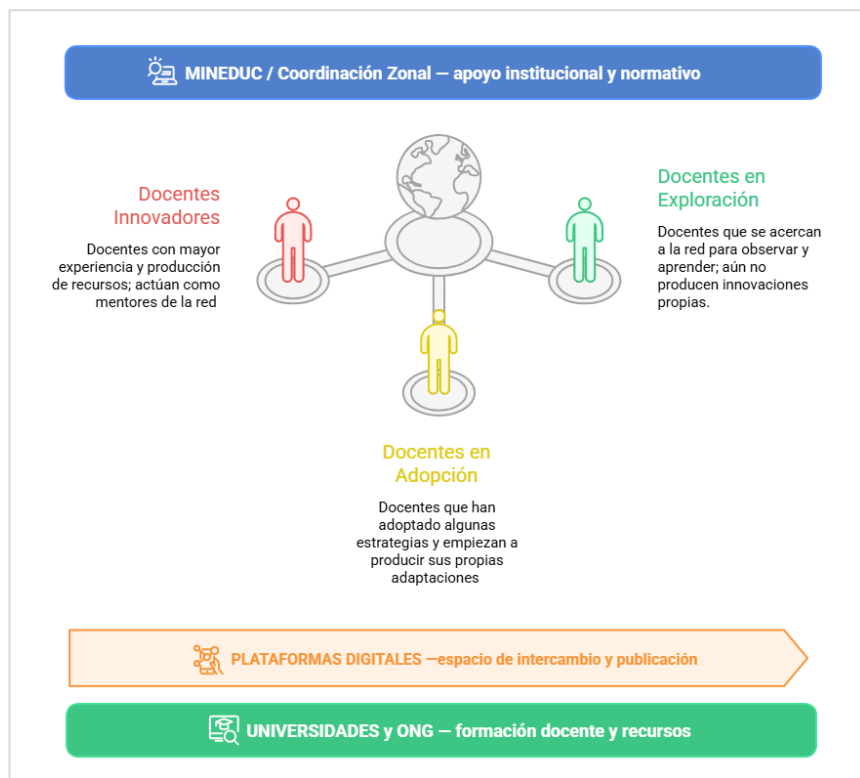 MINEDUC / Coordinación Zonal — apoyo institucional y normativo
Docentes
Innovadores
Docentes con mayor
experiencia y producción
de recursos; actúan como
mentores de la red
Docentes en
Exploración
Docentes que se acercan
a la red para observar y
aprender; aún no
producen innovaciones
propias.
Docentes en
Adopción
Docentes que han
adoptado algunas
estrategias y empiezan a
producir sus propias
adaptaciones
PLATAFORMAS DIGITALES —espacio de intercambio y publicación
UNIVERSIDADES y ONG — formación docente y recursos